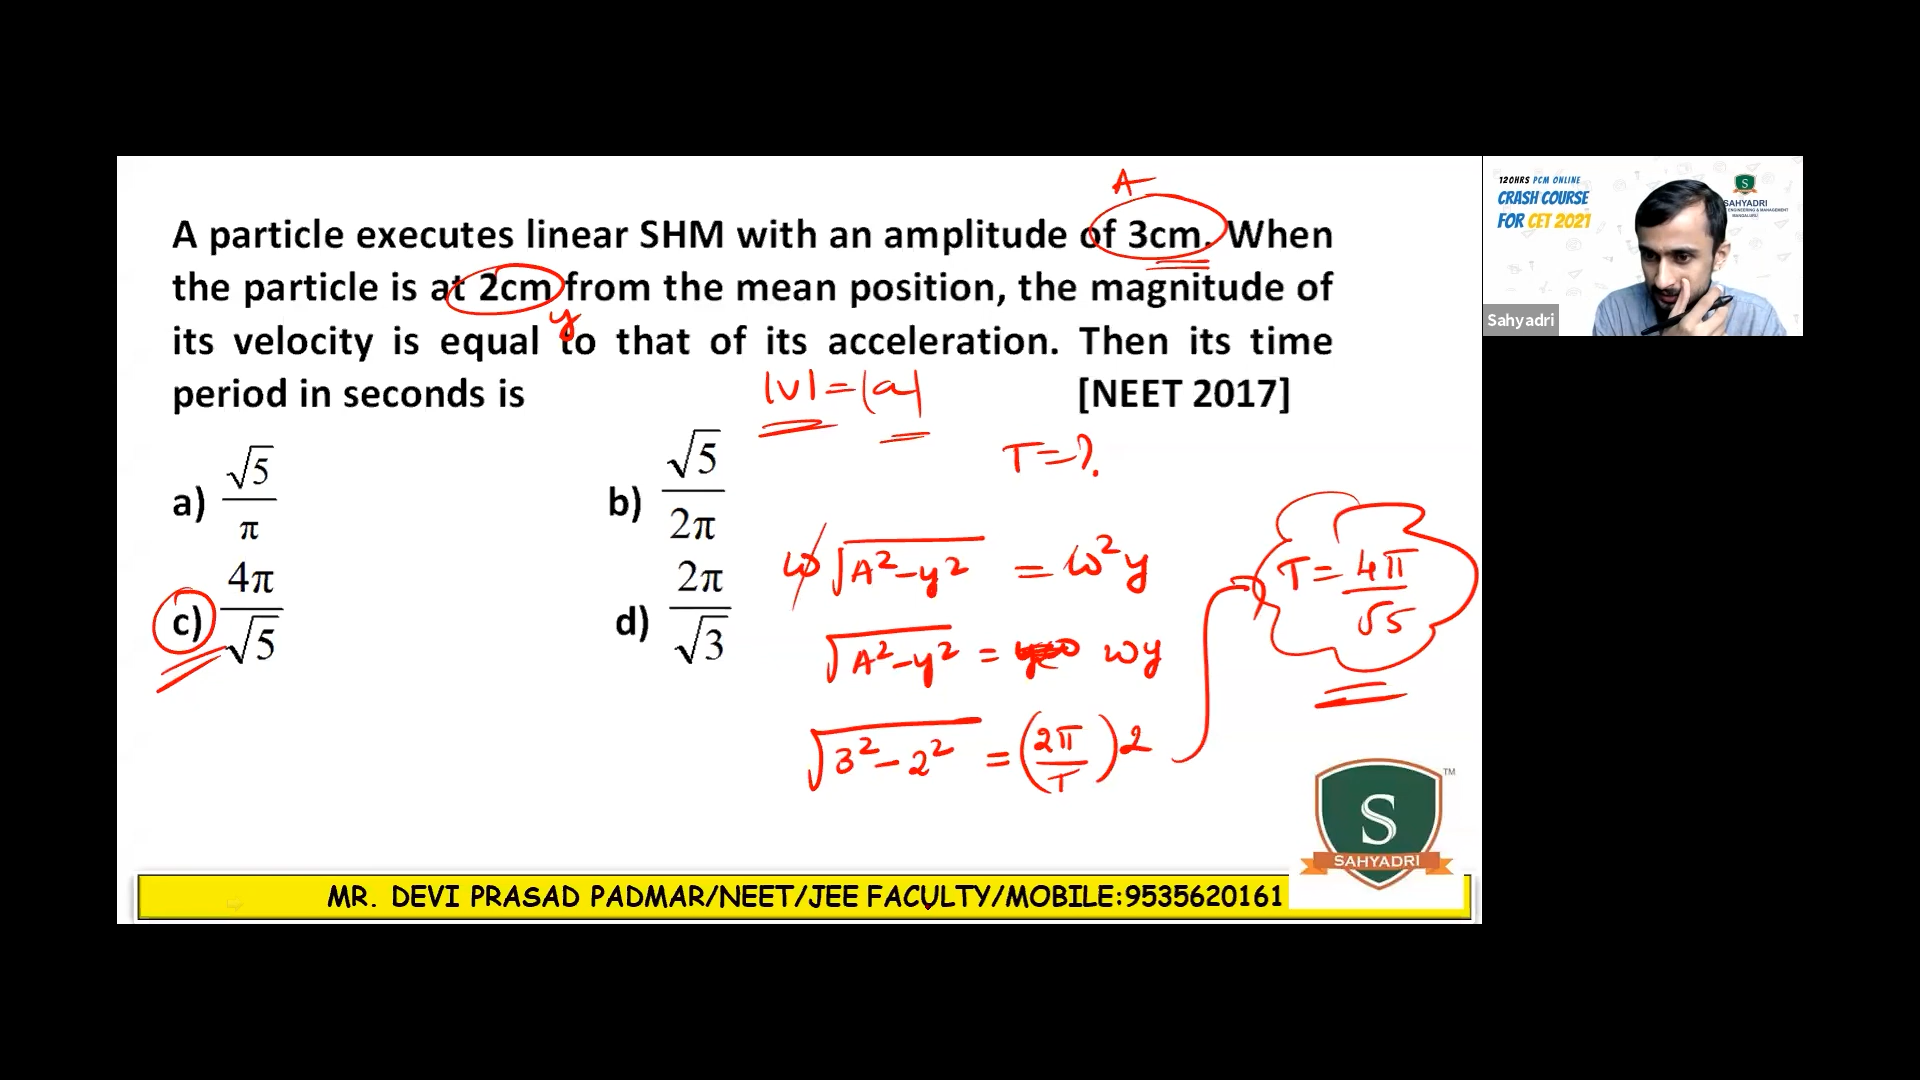 A
A particle executes linear SHM with an amplitude of 3cm. When
the particle is at 2cm from the mean position, the magnitude of
y
its velocity is equal to that of its acceleration. Then its time
period in seconds is [NEET 2017]
|v| = |a|
T = ?
a) √5/π b) √5/2π
c) 4π/√5 d) 2π/√3
ω√A²-y² = ω²y
√A²-y² = ωy
√3²-2² = (2π/T)2
T = 4π/√5
S
SAHYADRI
TM
MR. DEVI PRASAD PADMAR/NEET/JEE FACULTY/MOBILE:9535620161
120HRS PCM ONLINE
CRASH COURSE
FOR CET 2021
S
SAHYADRI
ENGINEERING & MANAGEMENT
MANGALURU
Sahyadri